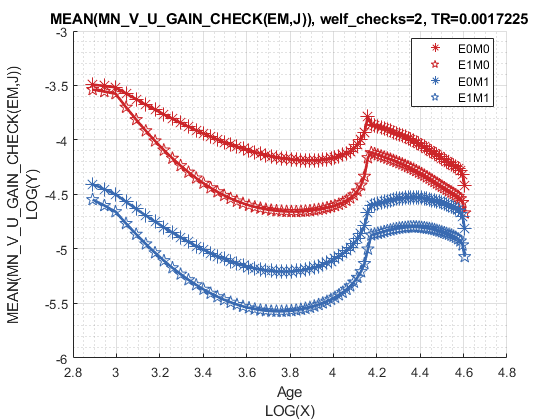 MEAN(MN_V_U_GAIN_CHECK(EM,J)), welf_checks=2, TR=0.0017225
MEAN(MN_V_U_GAIN_CHECK(EM,J))
LOG(Y)
-3
-3.5
-4
-4.5
-5
-5.5
-6
E0M0
E1M0
E0M1
E1M1
2.8 3 3.2 3.4 3.6 3.8 4 4.2 4.4 4.6 4.8
Age
LOG(X)